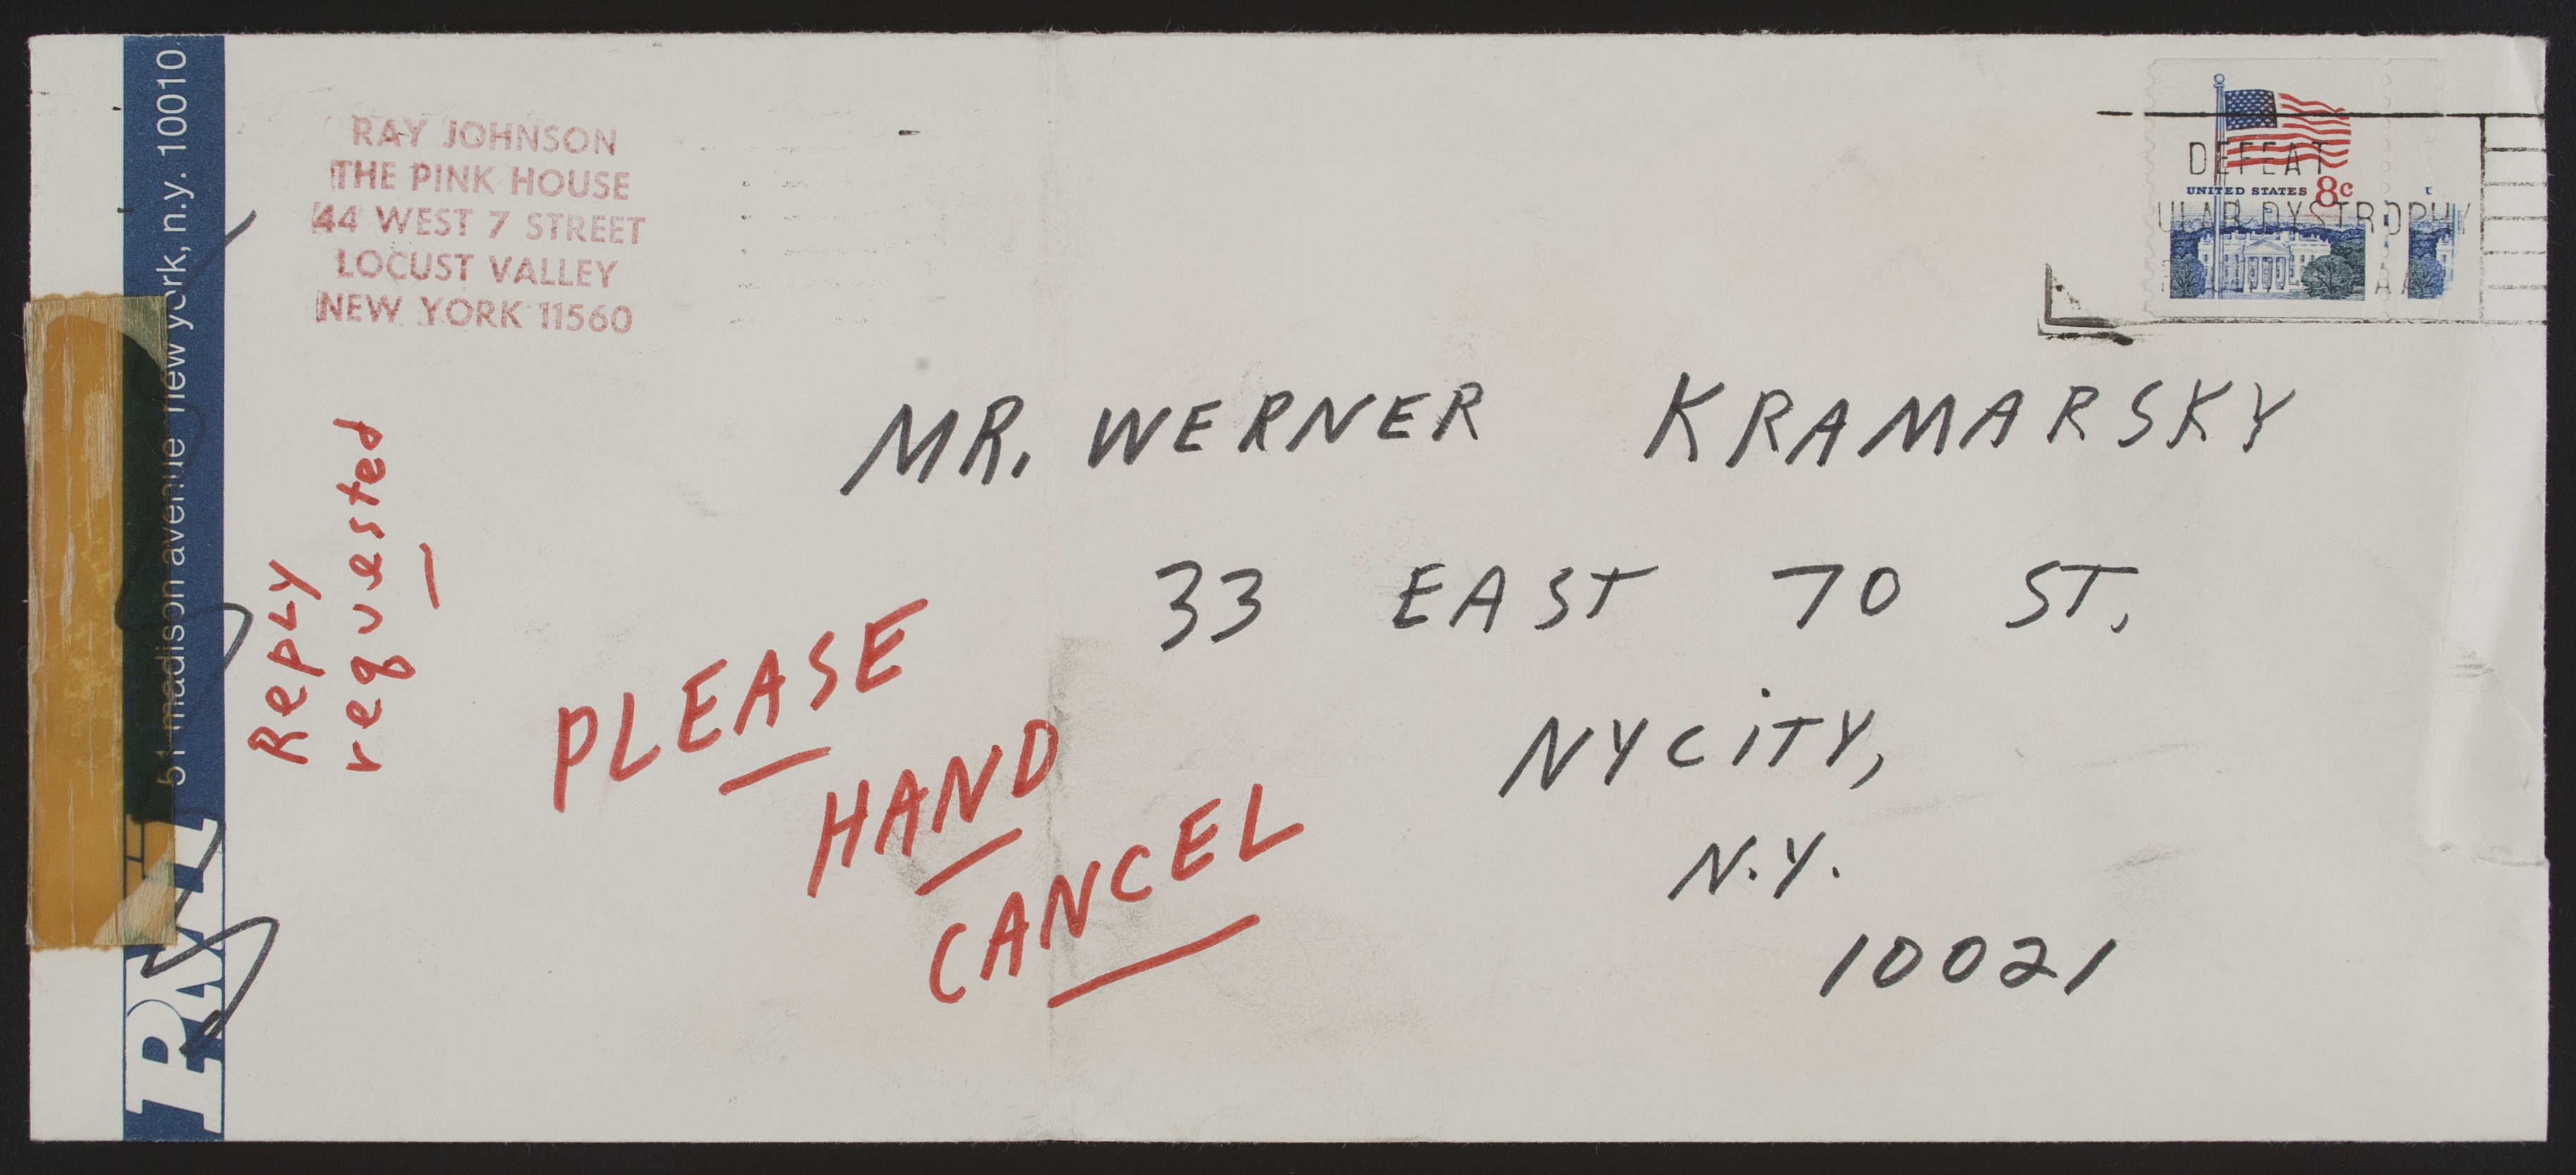 RAY JOHNSON
THE PINK HOUSE
44 WEST 7 STREET
LOCUST VALLEY
NEW YORK 11560
DEFEAT
UNITED STATES 8c
ULAR DYSTROPHY
MR. WERNER KRAMARSKY
33 EAST 70 ST.
NYCiTY,
N.Y.
10021
Reply
requested
PLEASE
HAND
CANCEL
51 madison avenue new york, n.y. 10010